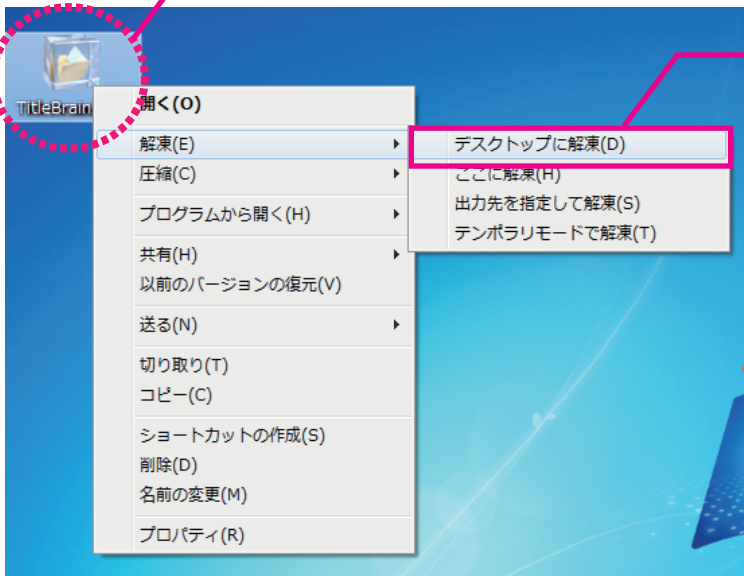 TitleBrain
開く(O)
解凍(E)
圧縮(C)
プログラムから開く(H)
共有(H)
以前のバージョンの復元(V)
送る(N)
切り取り(T)
コピー(C)
ショートカットの作成(S)
削除(D)
名前の変更(M)
プロパティ(R)
デスクトップに解凍(D)
ここに解凍(H)
出力先を指定して解凍(S)
テンポラリモードで解凍(T)